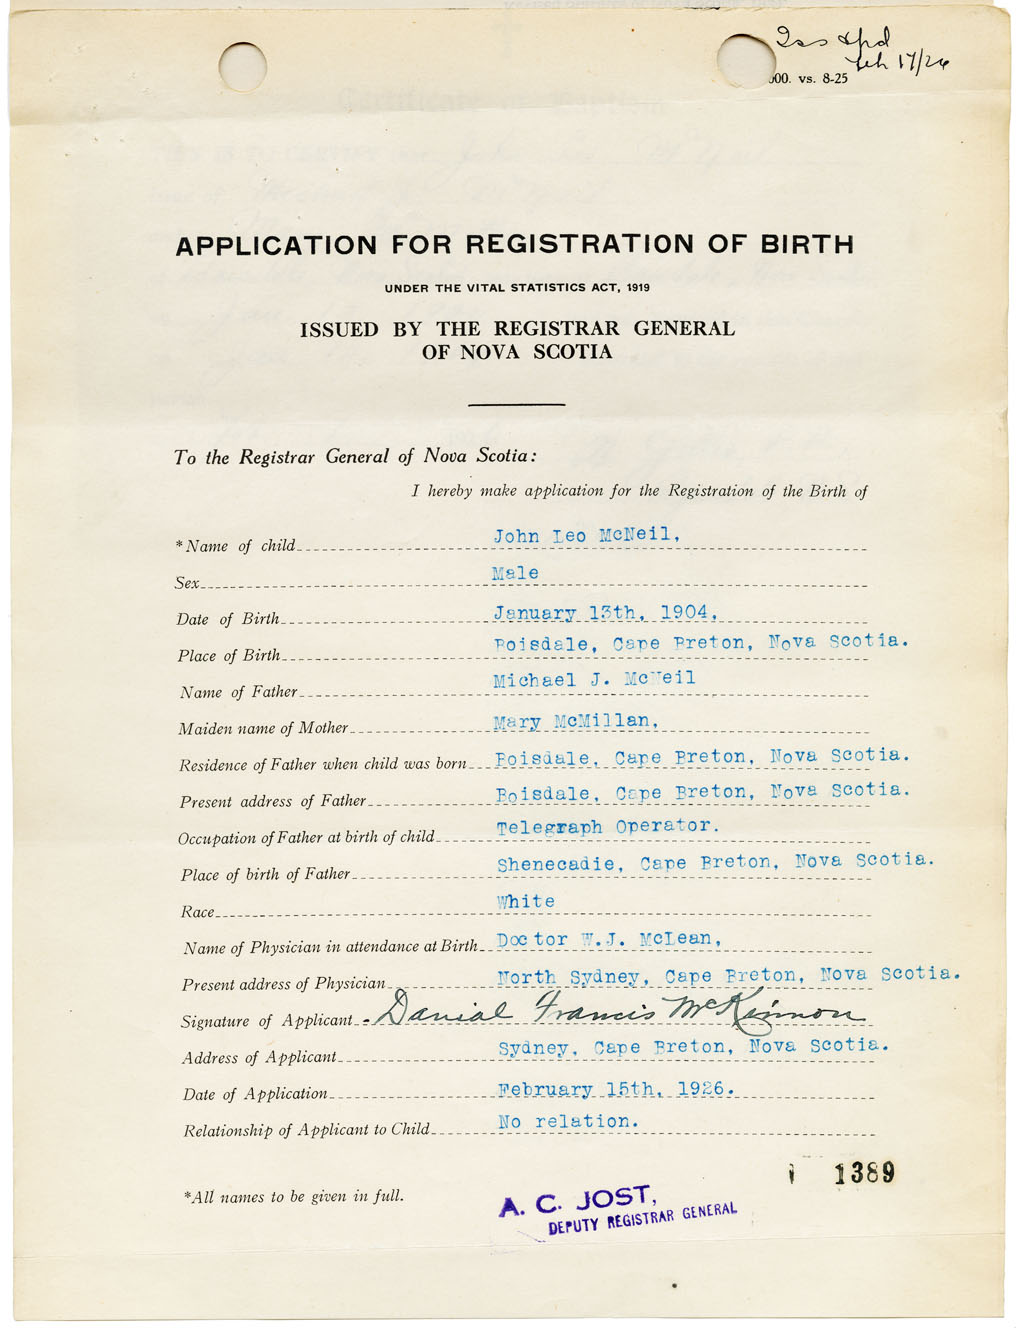 Iss & pd
Feb 17/26
000. vs. 8-25
APPLICATION FOR REGISTRATION OF BIRTH
UNDER THE VITAL STATISTICS ACT, 1919
ISSUED BY THE REGISTRAR GENERAL
OF NOVA SCOTIA
To the Registrar General of Nova Scotia:
I hereby make application for the Registration of the Birth of
*Name of child John Leo McNeil,
Sex Male
Date of Birth January 13th, 1904,
Place of Birth Boisdale, Cape Breton, Nova Scotia.
Name of Father Michael J. McNeil
Maiden name of Mother Mary McMillan,
Residence of Father when child was born Boisdale, Cape Breton, Nova Scotia.
Present address of Father Boisdale, Cape Breton, Nova Scotia.
Occupation of Father at birth of child Telegraph Operator.
Place of birth of Father Shenecadie, Cape Breton, Nova Scotia.
Race White
Name of Physician in attendance at Birth Doctor W.J. McLean,
Present address of Physician North Sydney, Cape Breton, Nova Scotia.
Signature of Applicant Danial Francis McKinnon
Address of Applicant Sydney, Cape Breton, Nova Scotia.
Date of Application February 15th, 1926.
Relationship of Applicant to Child No relation.
1389
*All names to be given in full.
A. C. JOST,
DEPUTY REGISTRAR GENERAL